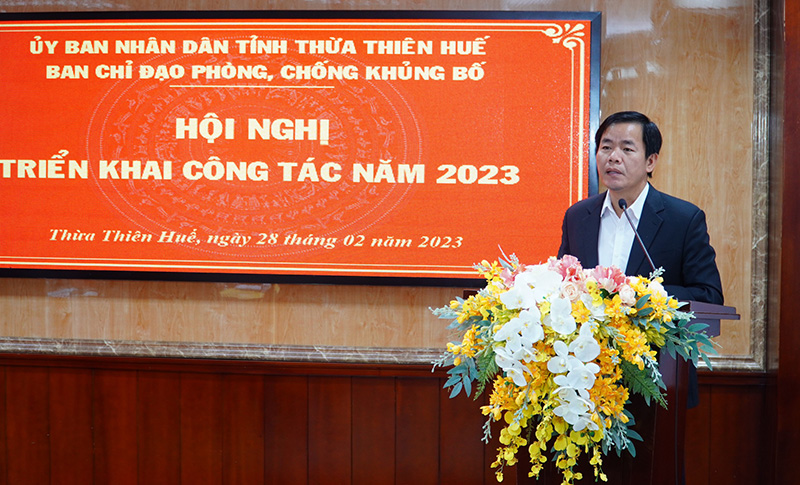 ỦY BAN NHÂN DÂN TỈNH THỪA THIÊN HUẾ
BAN CHỈ ĐẠO PHÒNG, CHỐNG KHỦNG BỐ
HỘI NGHỊ
TRIỂN KHAI CÔNG TÁC NĂM 2023
Thừa Thiên Huế, ngày 28 tháng 02 năm 2023